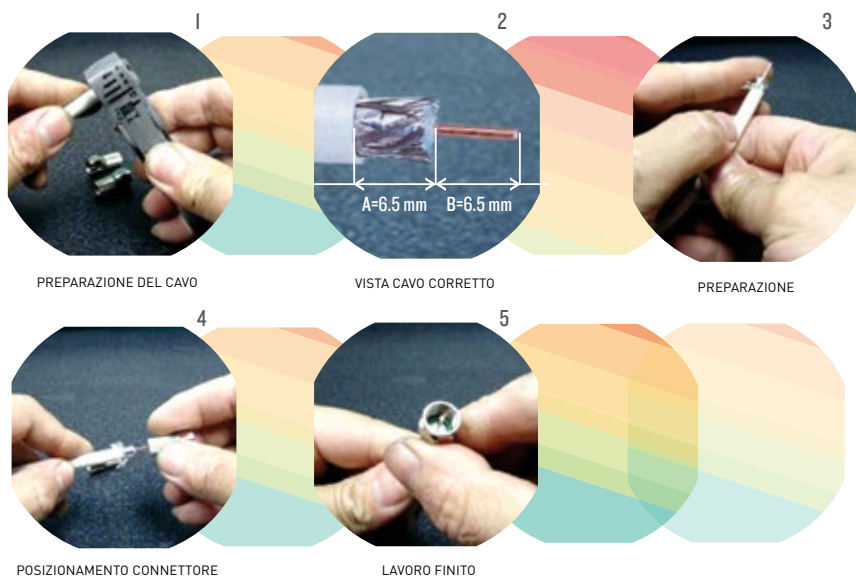 1
2
3
A=6.5 mm
B=6.5 mm
PREPARAZIONE DEL CAVO
VISTA CAVO CORRETTO
PREPARAZIONE
4
5
POSIZIONAMENTO CONNETTORE
LAVORO FINITO